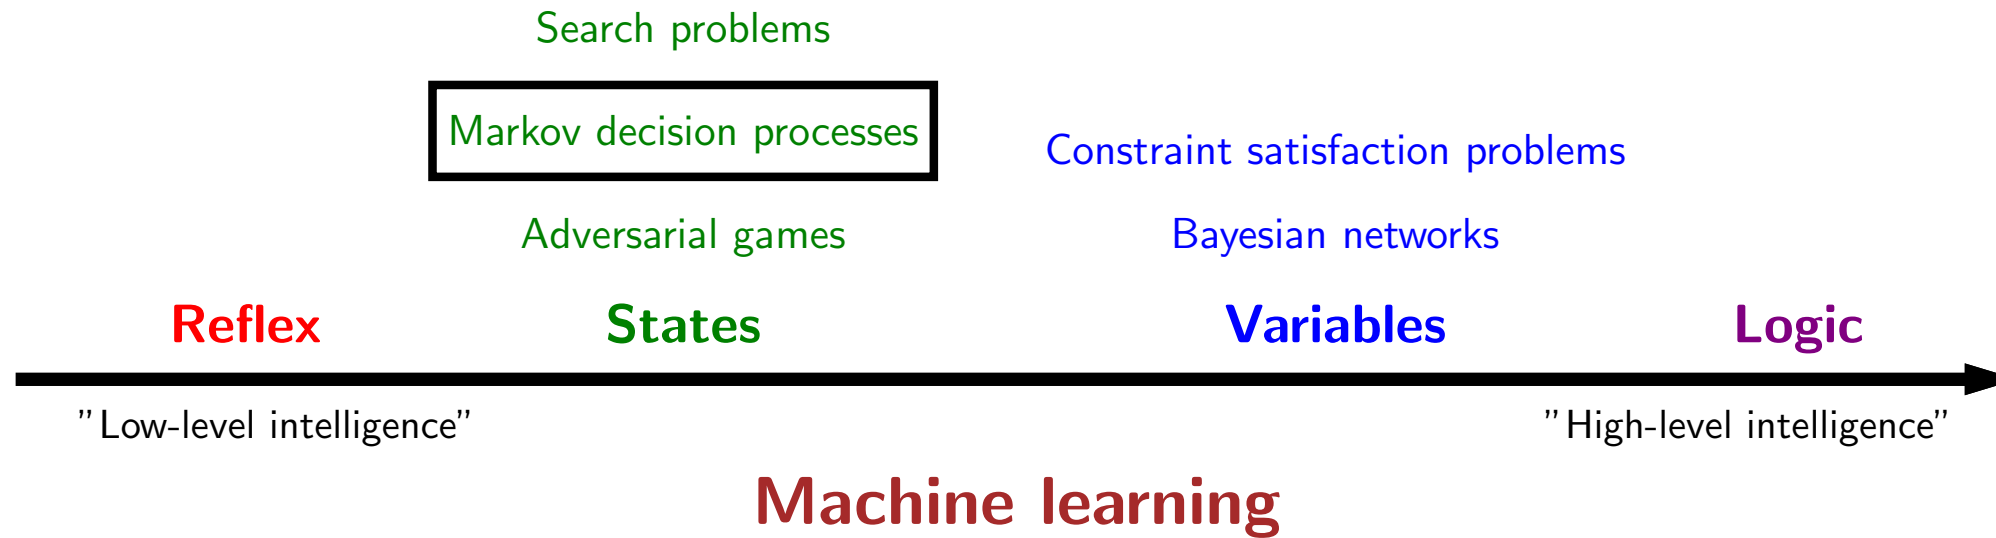 Search problems
Markov decision processes
Constraint satisfaction problems
Adversarial games
Bayesian networks
Reflex
States
Variables
Logic
"Low-level intelligence"
"High-level intelligence"
Machine learning